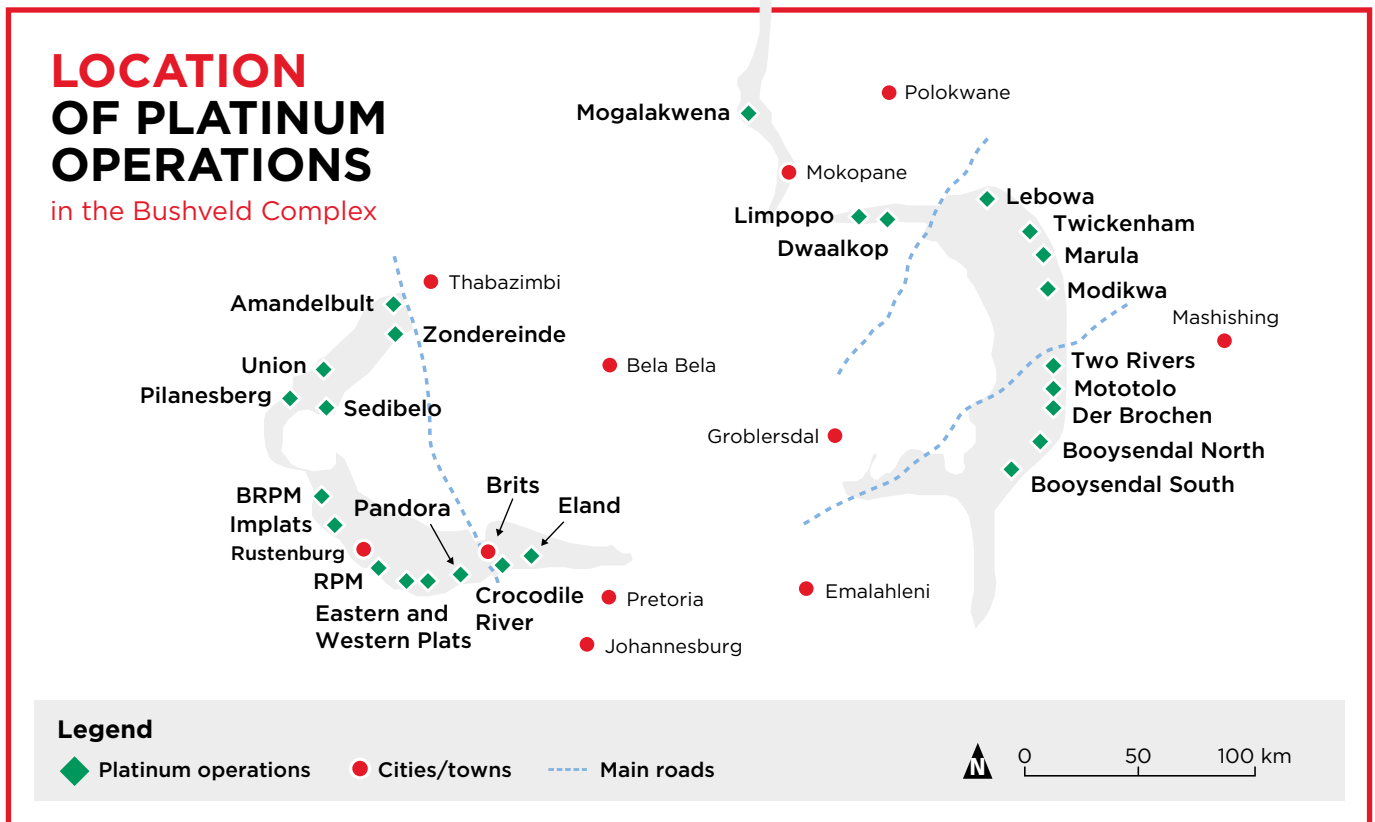 LOCATION
OF PLATINUM
OPERATIONS
in the Bushveld Complex
Polokwane
Mogalakwena
Mokopane
Lebowa
Limpopo
Twickenham
Dwaalkop
Marula
Thabazimbi
Modikwa
Amandelbult
Mashishing
Zondereinde
Two Rivers
Union
Bela Bela
Mototolo
Pilanesberg
Sedibelo
Der Brochen
Groblersdal
Booysendal North
Booysendal South
Brits
BRPM
Pandora
Eland
Implats
Rustenburg
RPM
Crocodile
River
Pretoria
Emalahleni
Eastern and
Western Plats
Johannesburg
Legend
Platinum operations
Cities/towns
Main roads
N
0 50 100 km